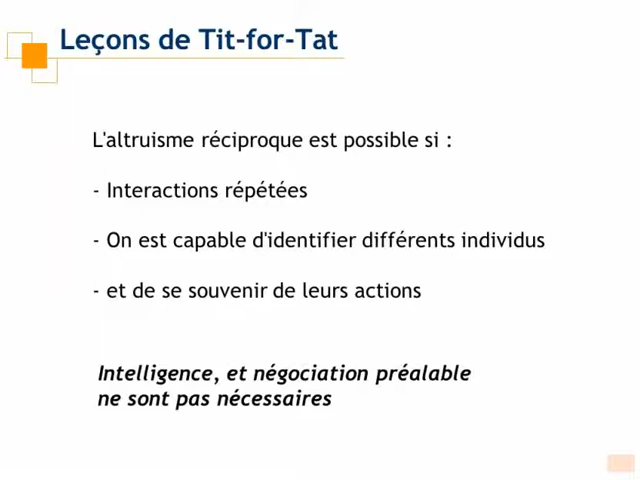 Leçons de Tit-for-Tat
L'altruisme réciproque est possible si :
- Interactions répétées
- On est capable d'identifier différents individus
- et de se souvenir de leurs actions
Intelligence, et négociation préalable
ne sont pas nécessaires